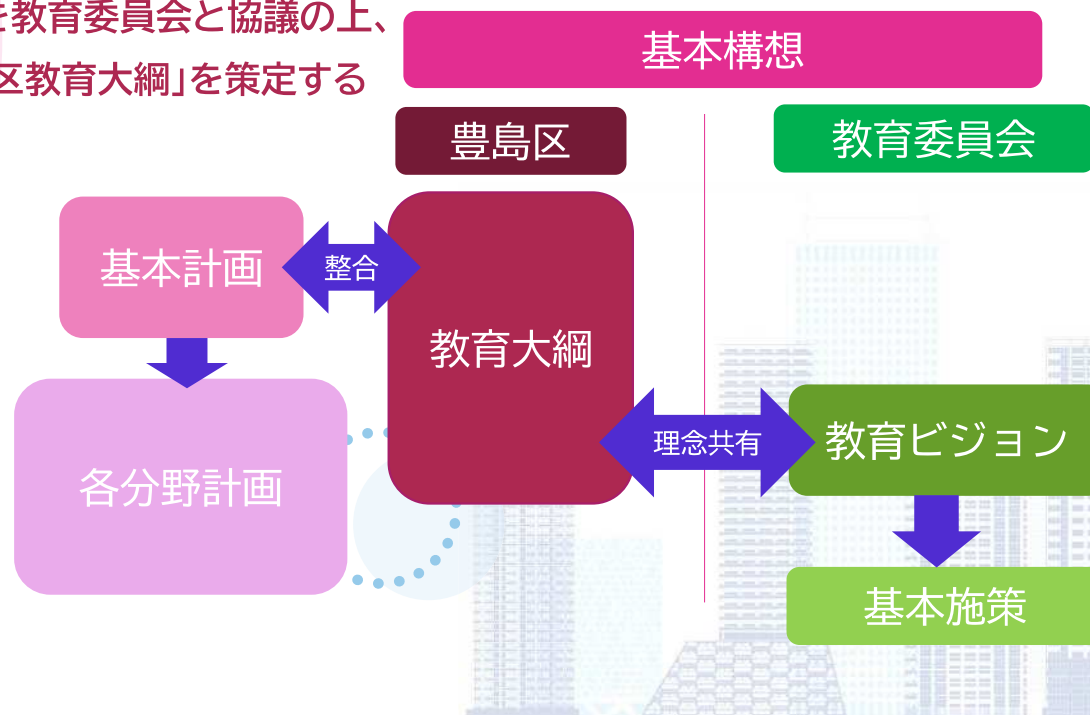 を教育委員会と協議の上、
区教育大綱」を策定する
基本構想
豊島区
教育委員会
基本計画
整合
教育大綱
理念共有
教育ビジョン
各分野計画
基本施策